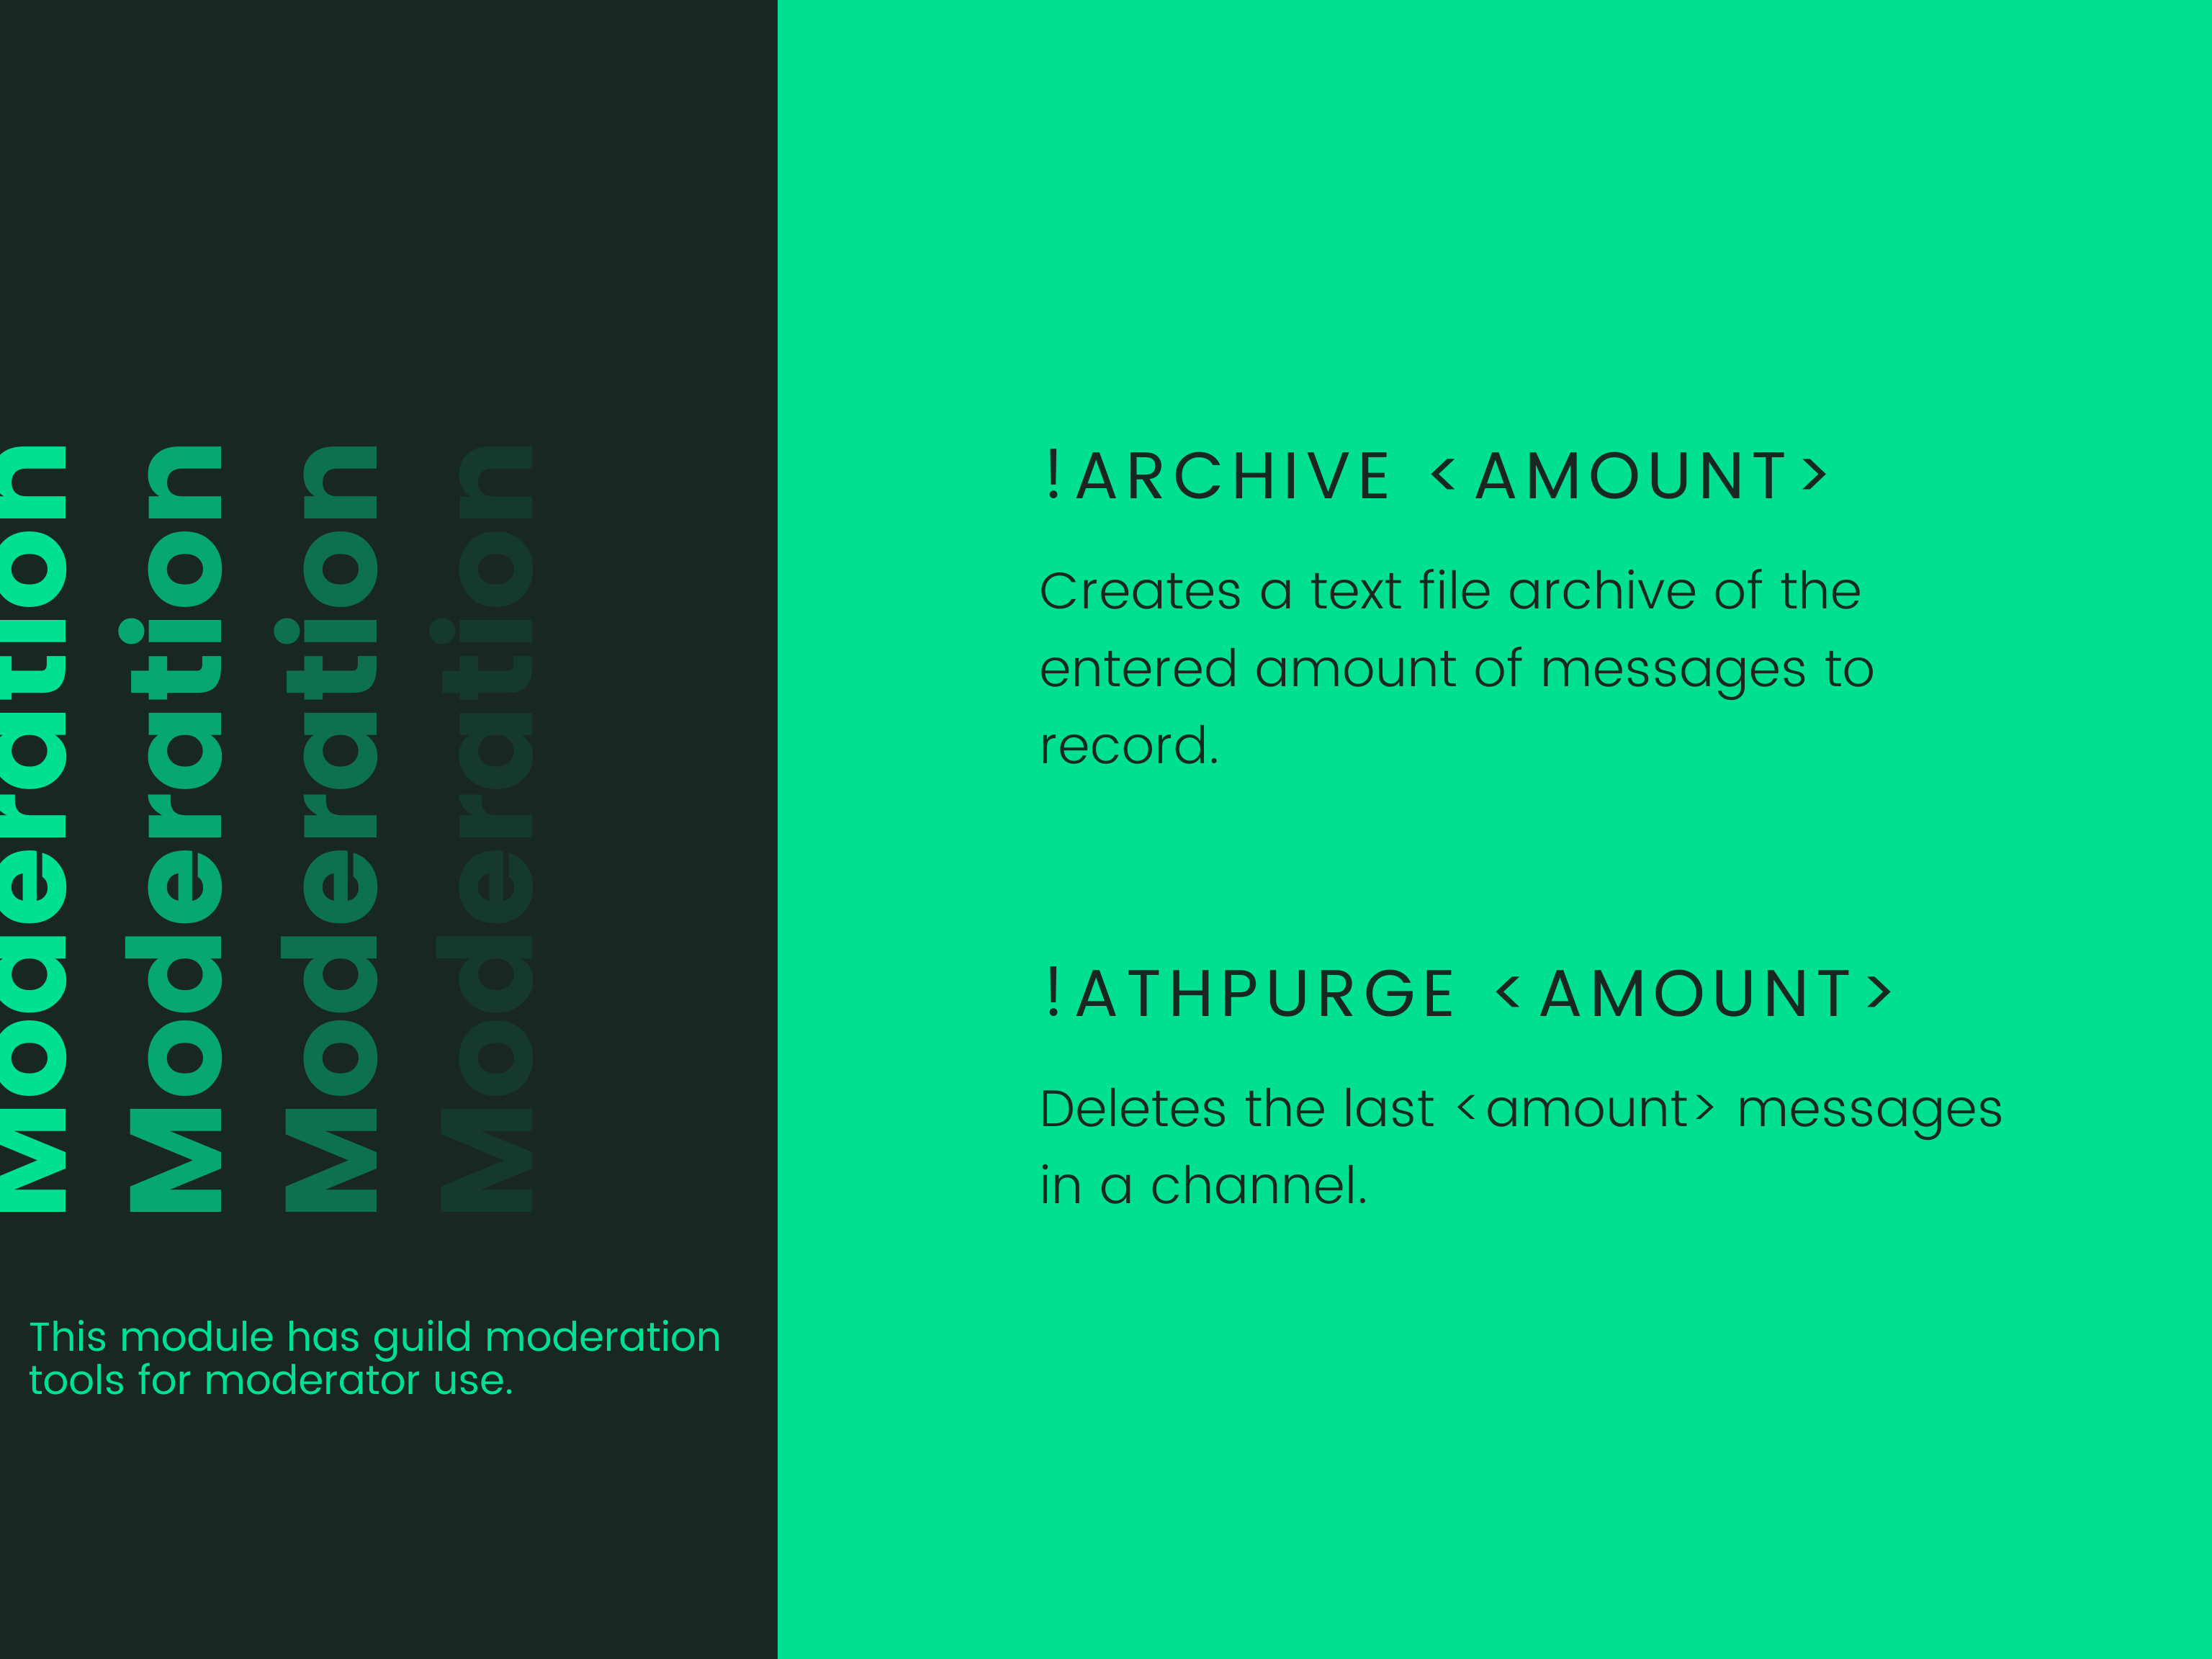 Moderation
Moderation
Moderation
Moderation
This module has guild moderation
tools for moderator use.
!ARCHIVE <AMOUNT>
Creates a text file archive of the
entered amount of messages to
record.
!ATHPURGE <AMOUNT>
Deletes the last <amount> messages
in a channel.